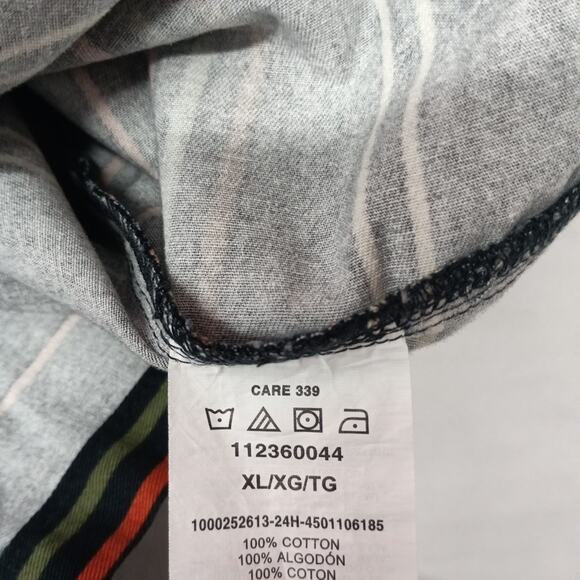 CARE 339
112360044
XL/XG/TG
1000252613-24H-4501106185
100% COTTON
100% ALGODÓN
100% COTON